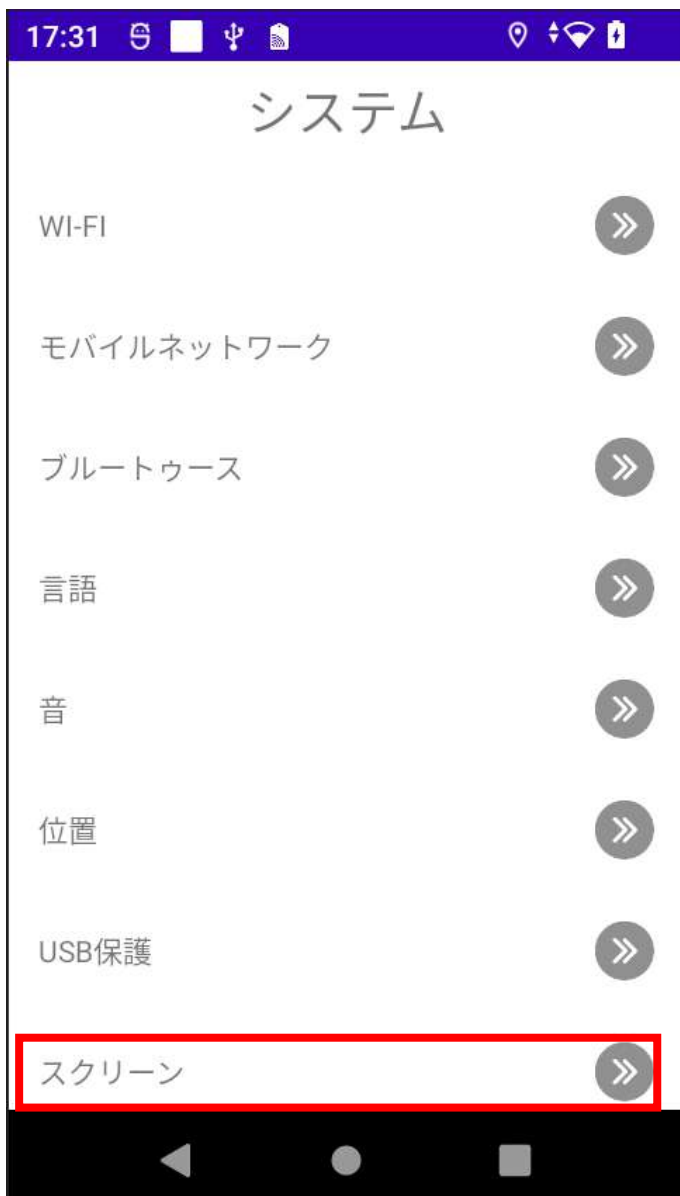 17:31
システム
WI-FI
モバイルネットワーク
ブルートゥース
言語
音
位置
USB保護
スクリーン